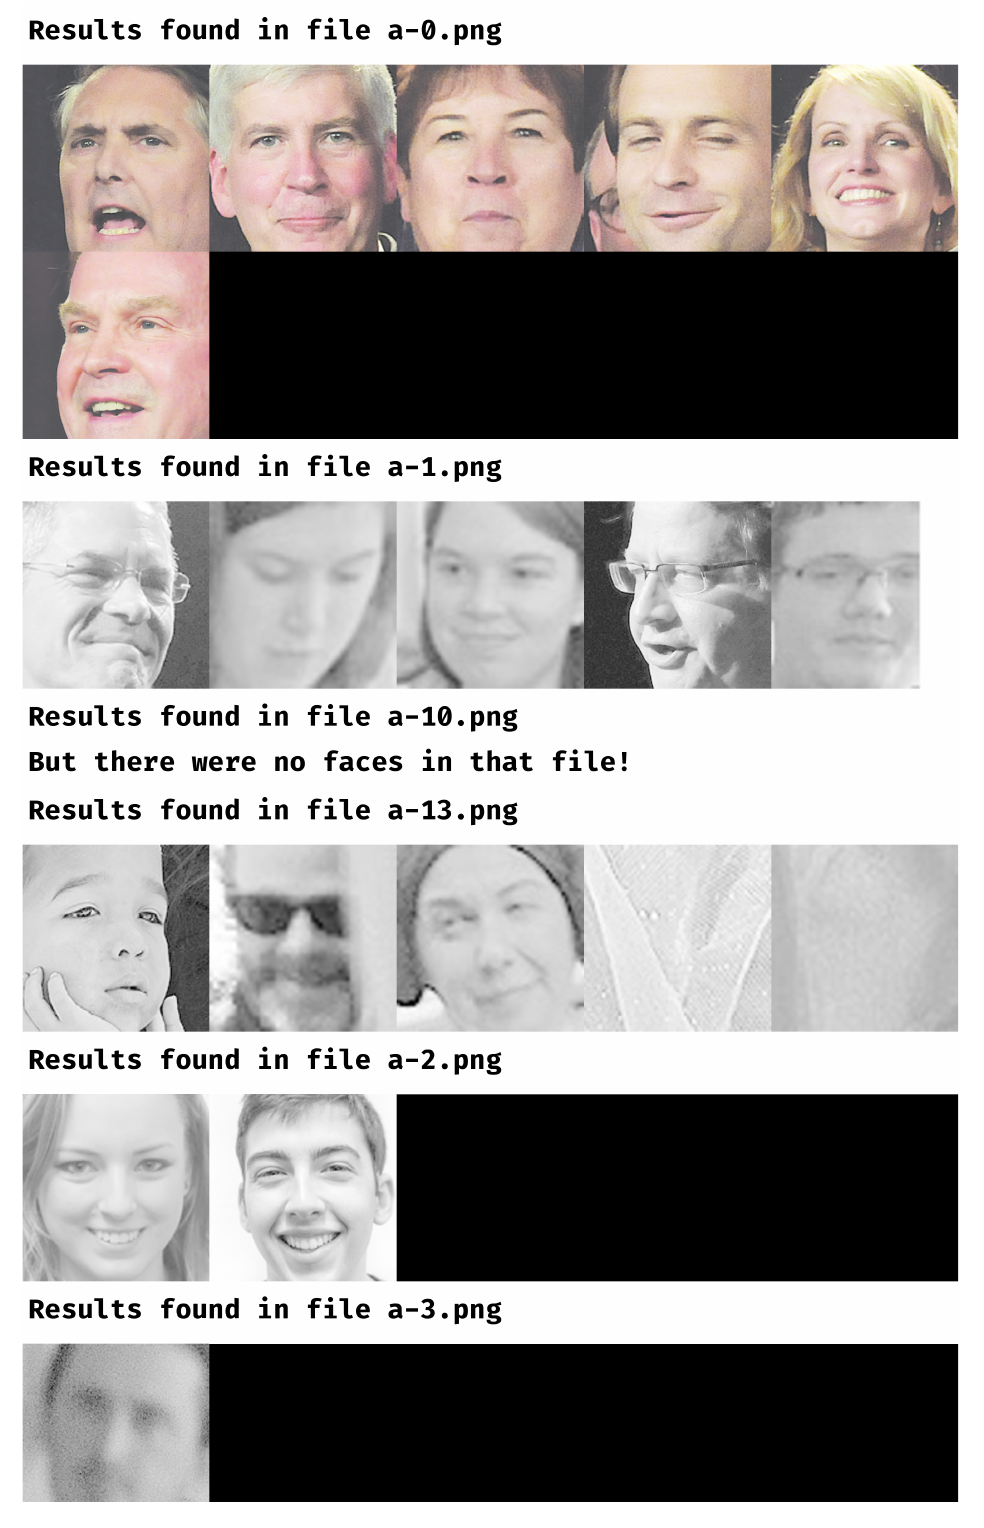 Results found in file a-0.png
Results found in file a-1.png
Results found in file a-10.png
But there were no faces in that file!
Results found in file a-13.png
Results found in file a-2.png
Results found in file a-3.png